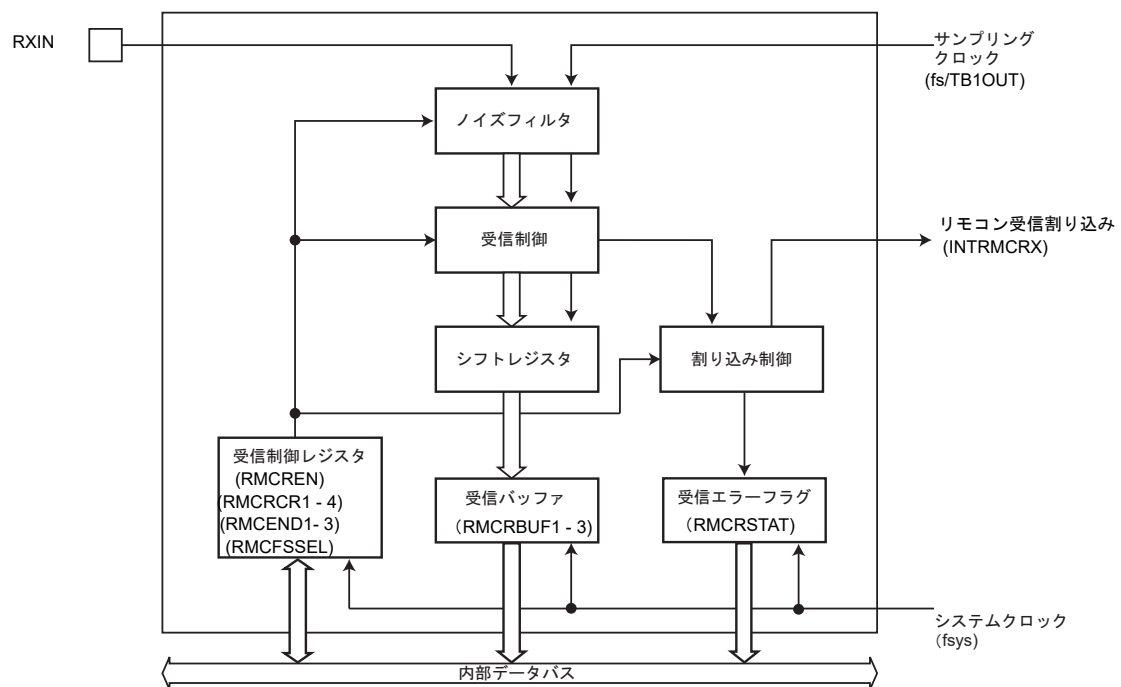 RXIN
サンプリング
クロック
(fs/TB1OUT)
ノイズフィルタ
受信制御
リモコン受信割り込み
(INTRMCRX)
シフトレジスタ
割り込み制御
受信制御レジスタ
(RMCREN)
(RMCRCR1 - 4)
(RMCEND1- 3)
(RMCFSSEL)
受信バッファ
(RMCRBUF1 - 3)
受信エラーフラグ
(RMCRSTAT)
システムクロック
(fsys)
内部データバス